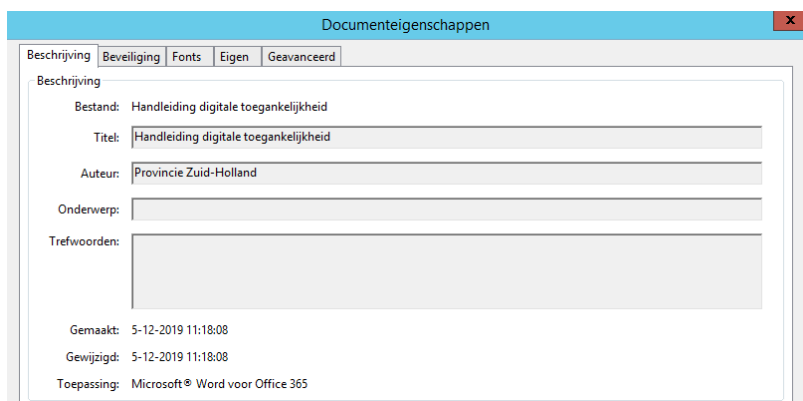 Documenteigenschappen
x
Beschrijving Beveiliging Fonts Eigen Geavanceerd
Beschrijving
Bestand: Handleiding digitale toegankelijkheid
Titel: Handleiding digitale toegankelijkheid
Auteur: Provincie Zuid-Holland
Onderwerp:
Trefwoorden:
Gemaakt: 5-12-2019 11:18:08
Gewijzigd: 5-12-2019 11:18:08
Toepassing: Microsoft® Word voor Office 365